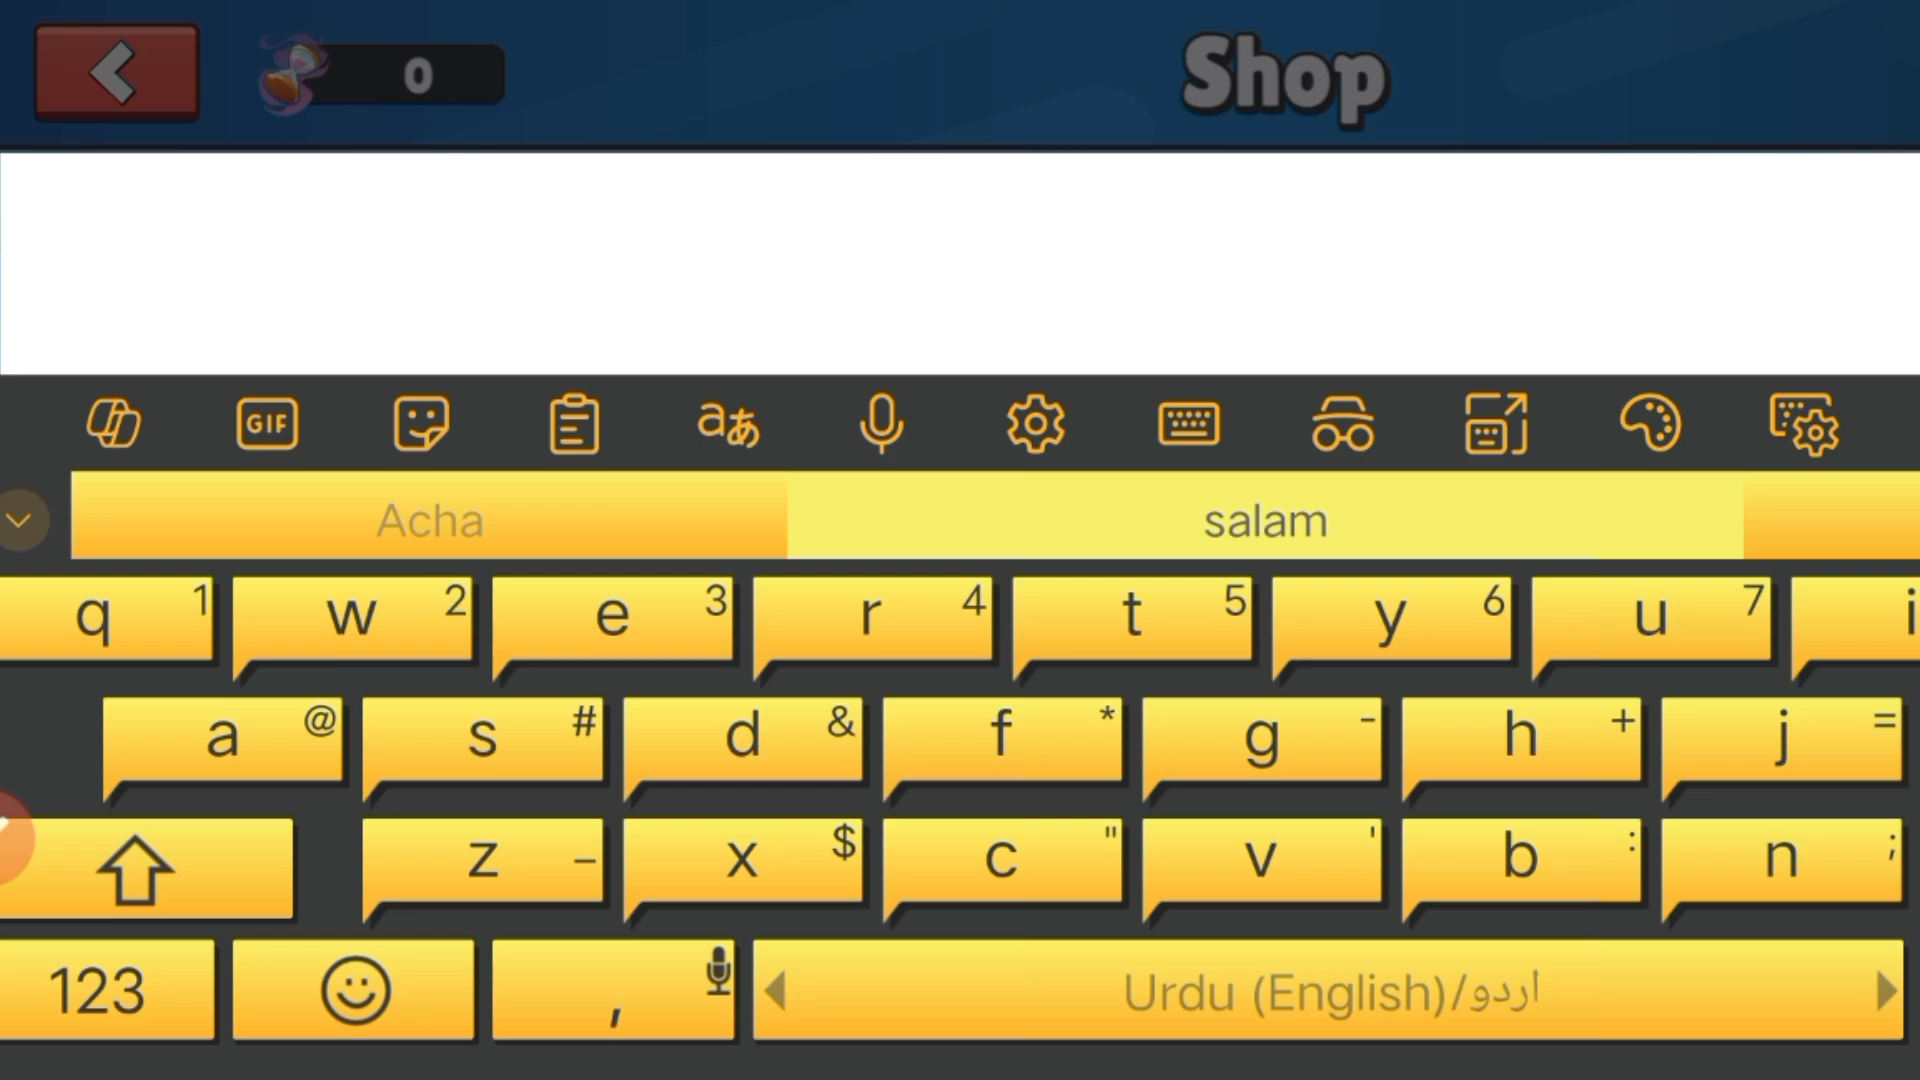 0
Shop
GIF
aあ
Acha salam
q 1 w 2 e 3 r 4 t 5 y 6 u 7 i
a @ s # d & f * g - h + j =
z _ x $ c " v ' b : n ;
123 , Urdu (English)/اردو